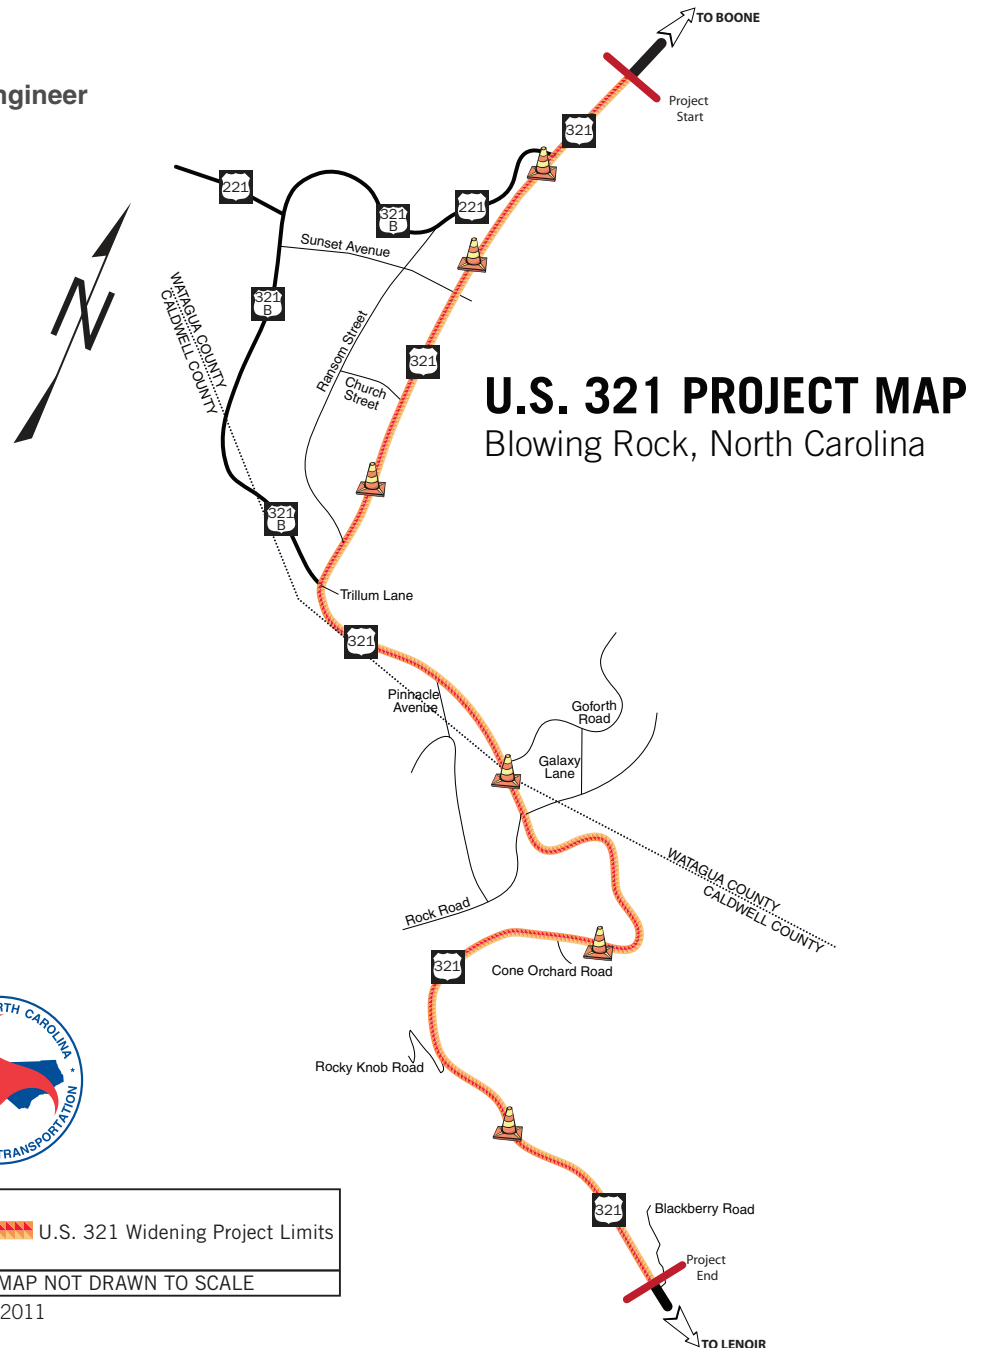 TO BOONE
ngineer
Project
Start
321
221
221
321
B
Sunset Avenue
321
B
WATAGUA COUNTY
CALDWELL COUNTY
Ransom Street
321
Church
Street
U.S. 321 PROJECT MAP
Blowing Rock, North Carolina
N
321
B
Trillum Lane
321
Pinnacle
Avenue
Goforth
Road
Galaxy
Lane
WATAGUA COUNTY
CALDWELL COUNTY
Rock Road
321
Cone Orchard Road
Rocky Knob Road
RTH CAROLINA *
TRANSPORTATION
321
Blackberry Road
U.S. 321 Widening Project Limits
Project
End
MAP NOT DRAWN TO SCALE
2011
TO LENOIR